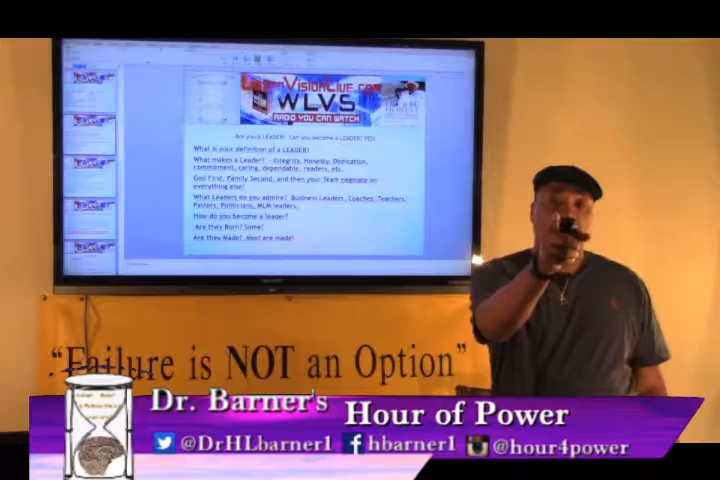 LearnVisionLive.com
WLVS
RADIO YOU CAN WATCH
Are you a LEADER? Can you become a LEADER? YES!
What is your definition of a LEADER?
What makes a Leader? - Integrity, Honesty, Dedication,
commitment, caring, dependable, readers, etc.
God First, Family Second, and then your Team negotiate on
everything else!
What Leaders do you admire? Business Leaders, Coaches, Teachers,
Pastors, Politicians, MLM leaders.
How do you become a leader?
Are they Born? Some!
Are they Made? Most are made!
“Failure is NOT an Option”
Dr. Barner's Hour of Power
@DrHLbarner1 hbarner1 @hour4power